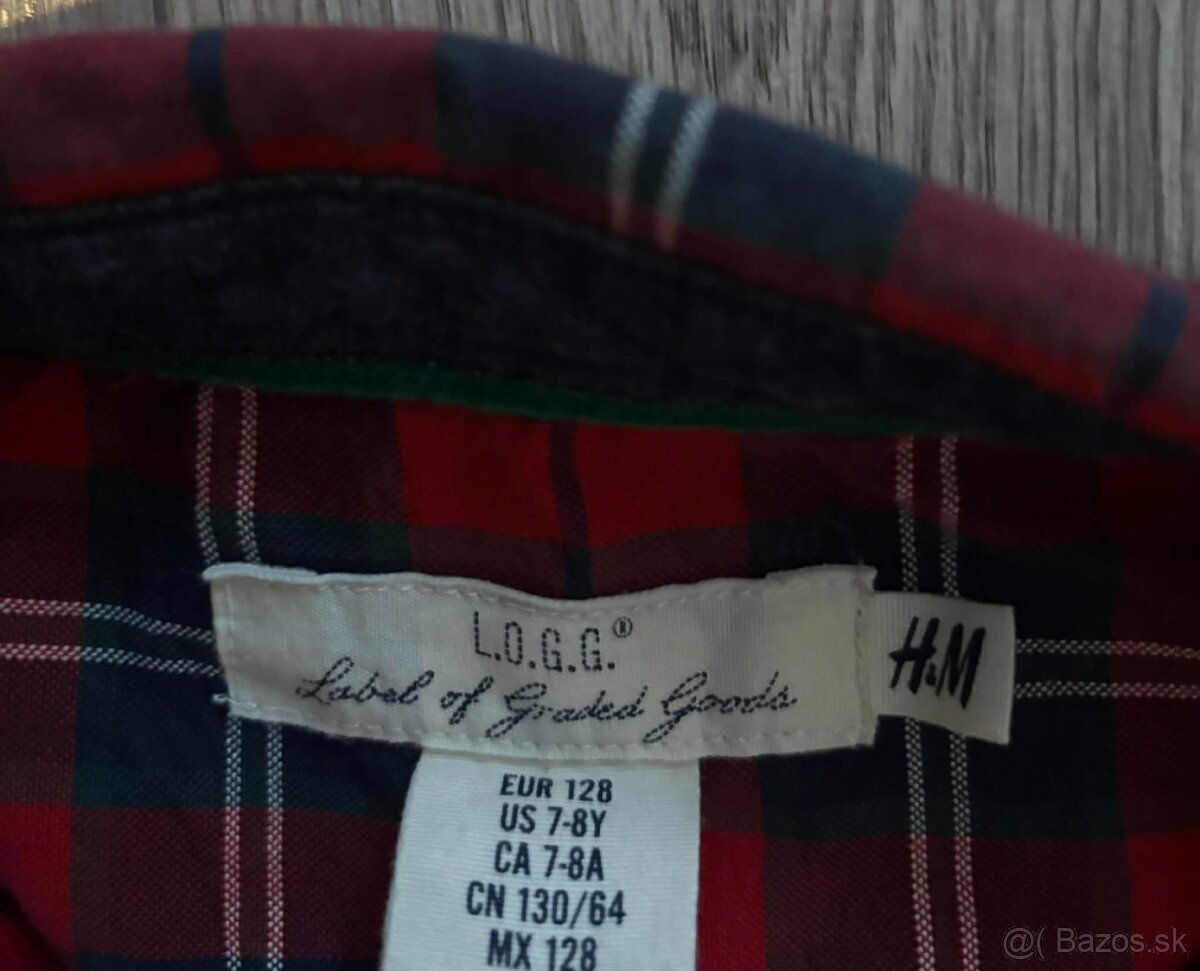 L.O.G.G.®
Label of Graded Goods
H&M
EUR 128
US 7-8Y
CA 7-8A
CN 130/64
MX 128
@( Bazos.sk